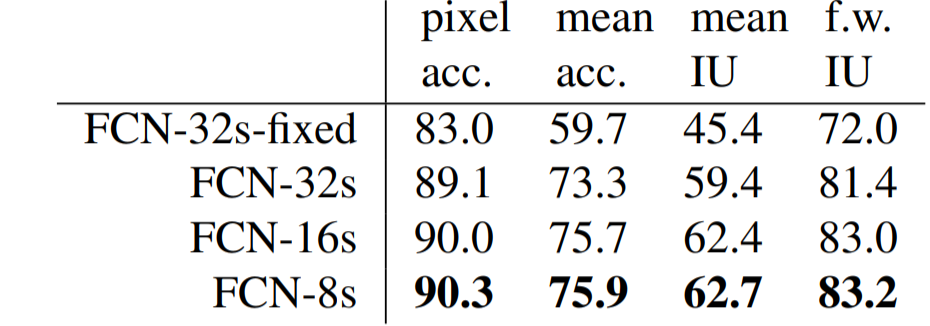 pixel mean mean f.w.
acc. acc. IU IU
FCN-32s-fixed 83.0 59.7 45.4 72.0
FCN-32s 89.1 73.3 59.4 81.4
FCN-16s 90.0 75.7 62.4 83.0
FCN-8s 90.3 75.9 62.7 83.2